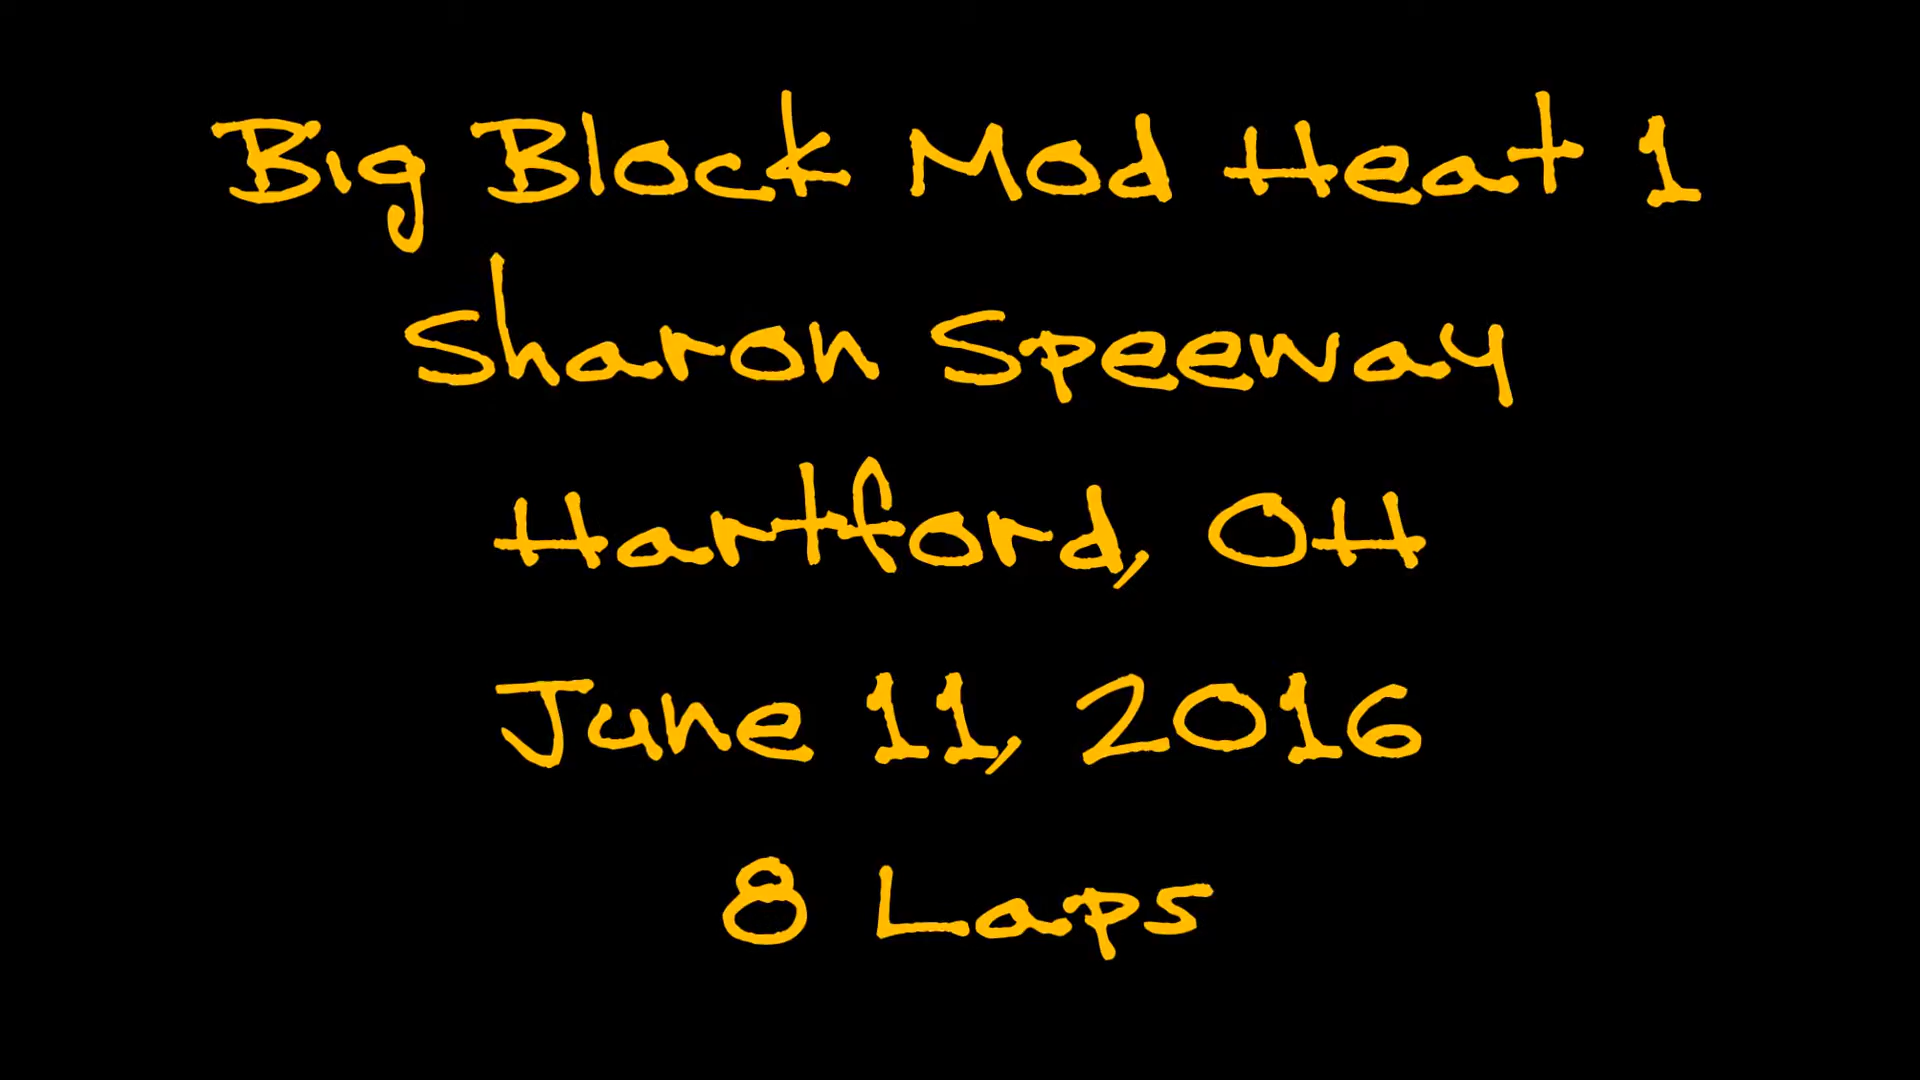 Big Block Mod Heat 1
Sharon Speeway
Hartford, OH
June 11, 2016
8 Laps